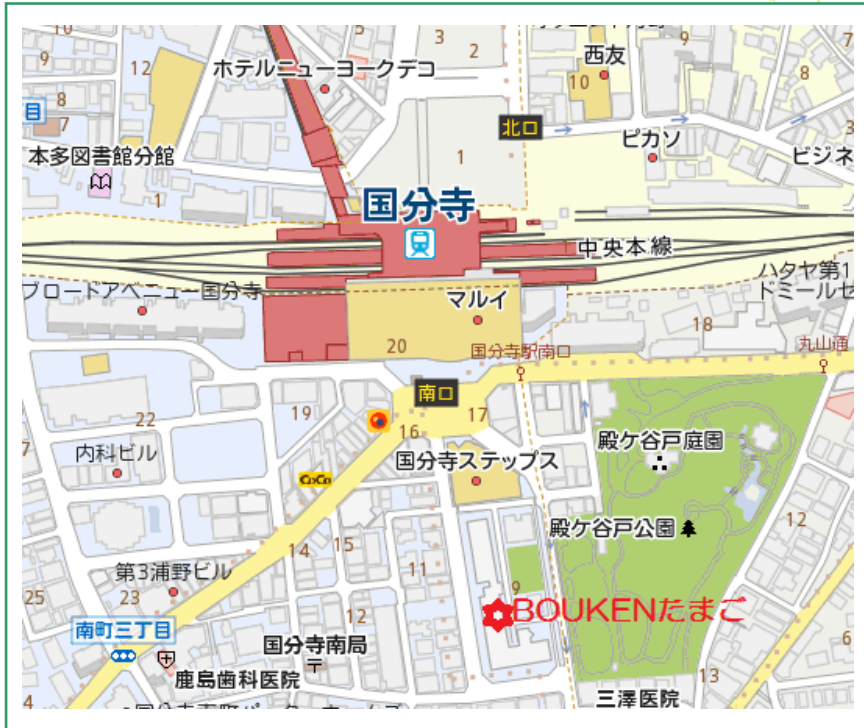 10
5
3
2
9
7
西友
12
9
10
8
ホテルニューヨークデコ
8
目
7
北口
ピカソ
本多図書館分館
1
ビジネ
1
国分寺
中央本線
ハタヤ第1
ドミールセ
ブロードアベニュー国分寺
マルイ
18
20
国分寺駅南口
丸山通
南口
19
17
22
16
殿ケ谷戸庭園
内科ビル
国分寺ステップス
7
CoCo
12
殿ケ谷戸公園
14
15
11
第3浦野ビル
9
25
23
12
BOUKENたまご
南町三丁目
国分寺南局
鹿島歯科医院
13
三澤医院
4
6